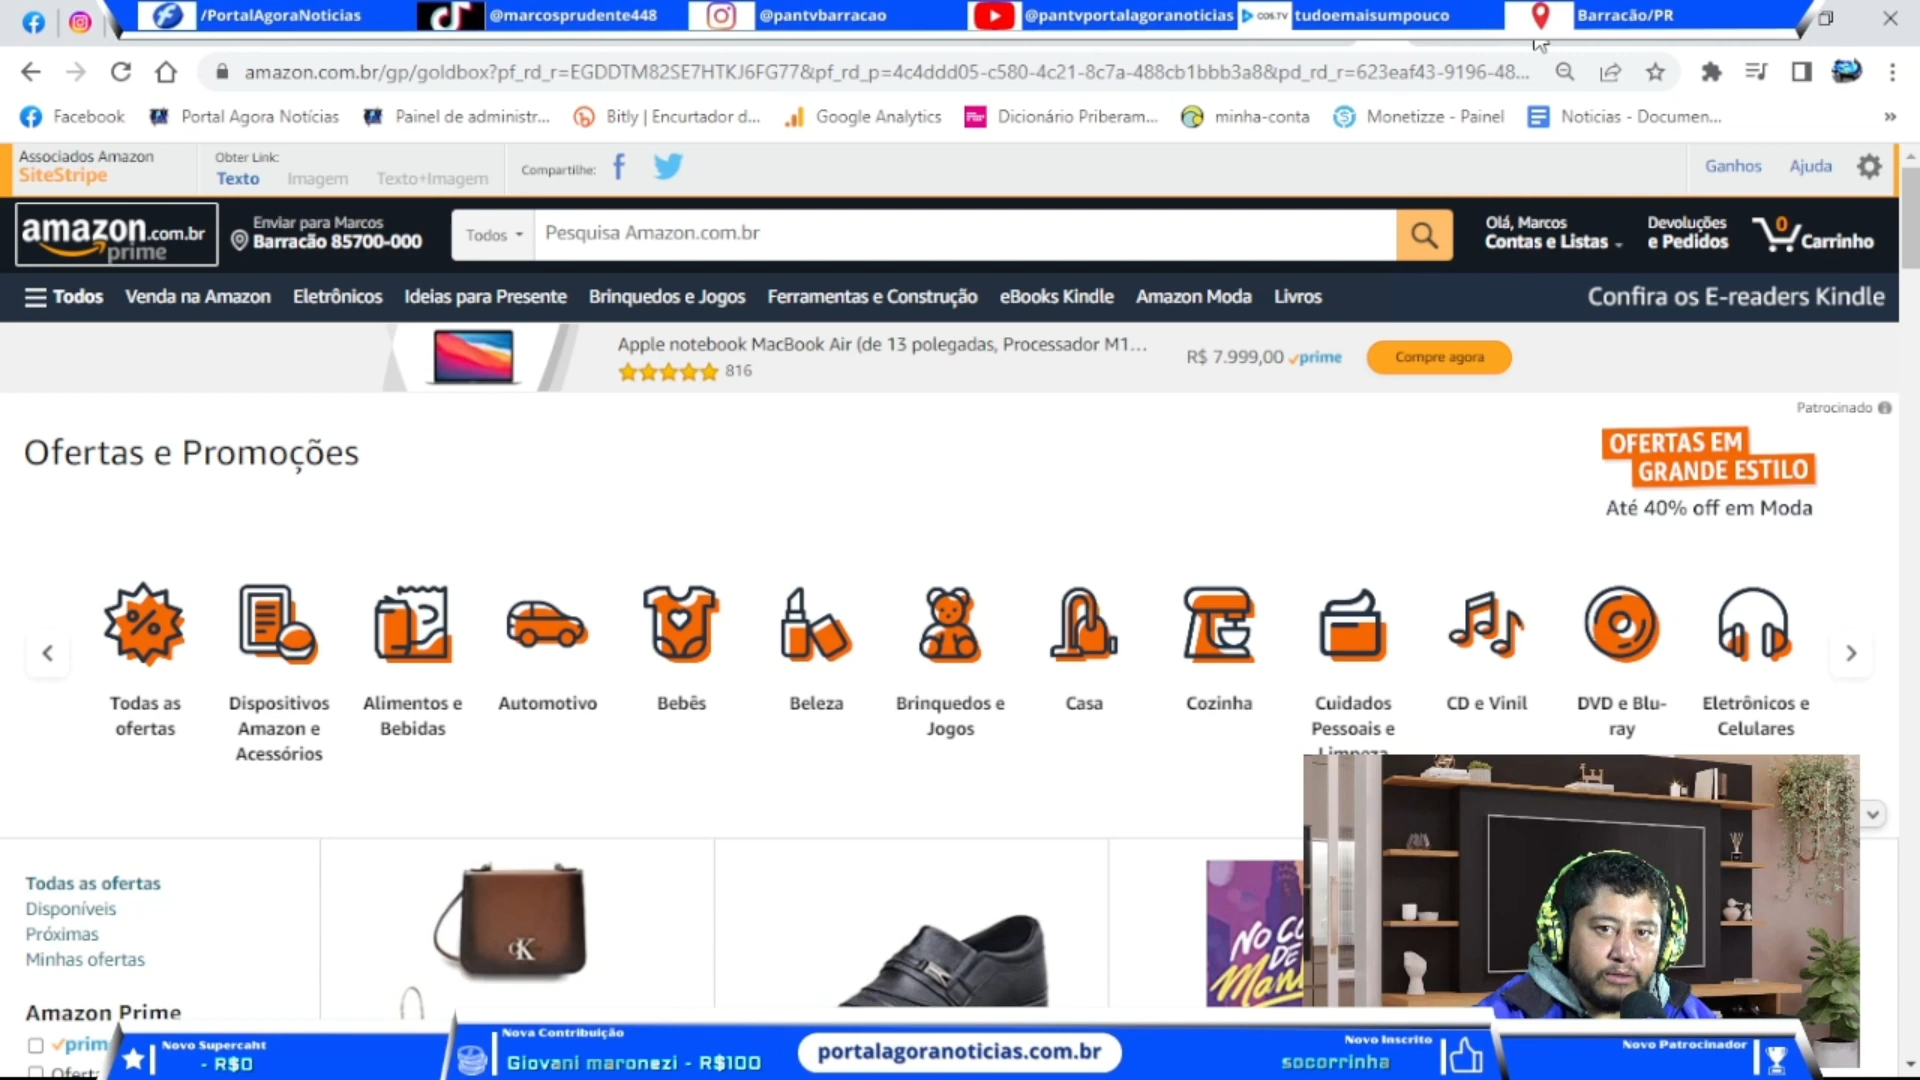 /PortalAgoraNoticias
@marcosprudente448
@pantvbarracao
@pantvportalagoranoticias
COS.TV tudoemaisumpouco
Barracão/PR
amazon.com.br/gp/goldbox?pf_rd_r=EGDDTM82SE7HTKJ6FG77&pf_rd_p=4c4ddd05-c580-4c21-8c7a-488cb1bbb3a8&pd_rd_r=623eaf43-9196-48...
Facebook
Portal Agora Notícias
Painel de administr...
Bitly | Encurtador d...
Google Analytics
Dicionário Priberam...
minha-conta
Monetizze - Painel
Noticias - Documen...
»
Associados Amazon
SiteStripe
Obter Link:
Texto
Imagem
Texto+Imagem
Compartilhe:
Ganhos
Ajuda
amazon.com.br
prime
Enviar para Marcos
Barracão 85700-000
Todos
Pesquisa Amazon.com.br
Olá, Marcos
Contas e Listas
Devoluções
e Pedidos
0
Carrinho
Todos
Venda na Amazon
Eletrônicos
Ideias para Presente
Brinquedos e Jogos
Ferramentas e Construção
eBooks Kindle
Amazon Moda
Livros
Confira os E-readers Kindle
Apple notebook MacBook Air (de 13 polegadas, Processador M1...
816
R$ 7.999,00 prime
Compre agora
Patrocinado
Ofertas e Promoções
OFERTAS EM
GRANDE ESTILO
Até 40% off em Moda
Todas as
ofertas
Dispositivos
Amazon e
Acessórios
Alimentos e
Bebidas
Automotivo
Bebês
Beleza
Brinquedos e
Jogos
Casa
Cozinha
Cuidados
Pessoais e
Limpeza
CD e Vinil
DVD e Blu-
ray
Eletrônicos e
Celulares
Todas as ofertas
Disponíveis
Próximas
Minhas ofertas
Amazon Prime
CK
NO
DE
Novo Supercaht
- R$0
Nova Contribuição
Giovani maronezi - R$100
portalagoranoticias.com.br
Novo Inscrito
socorrinha
Novo Patrocinador